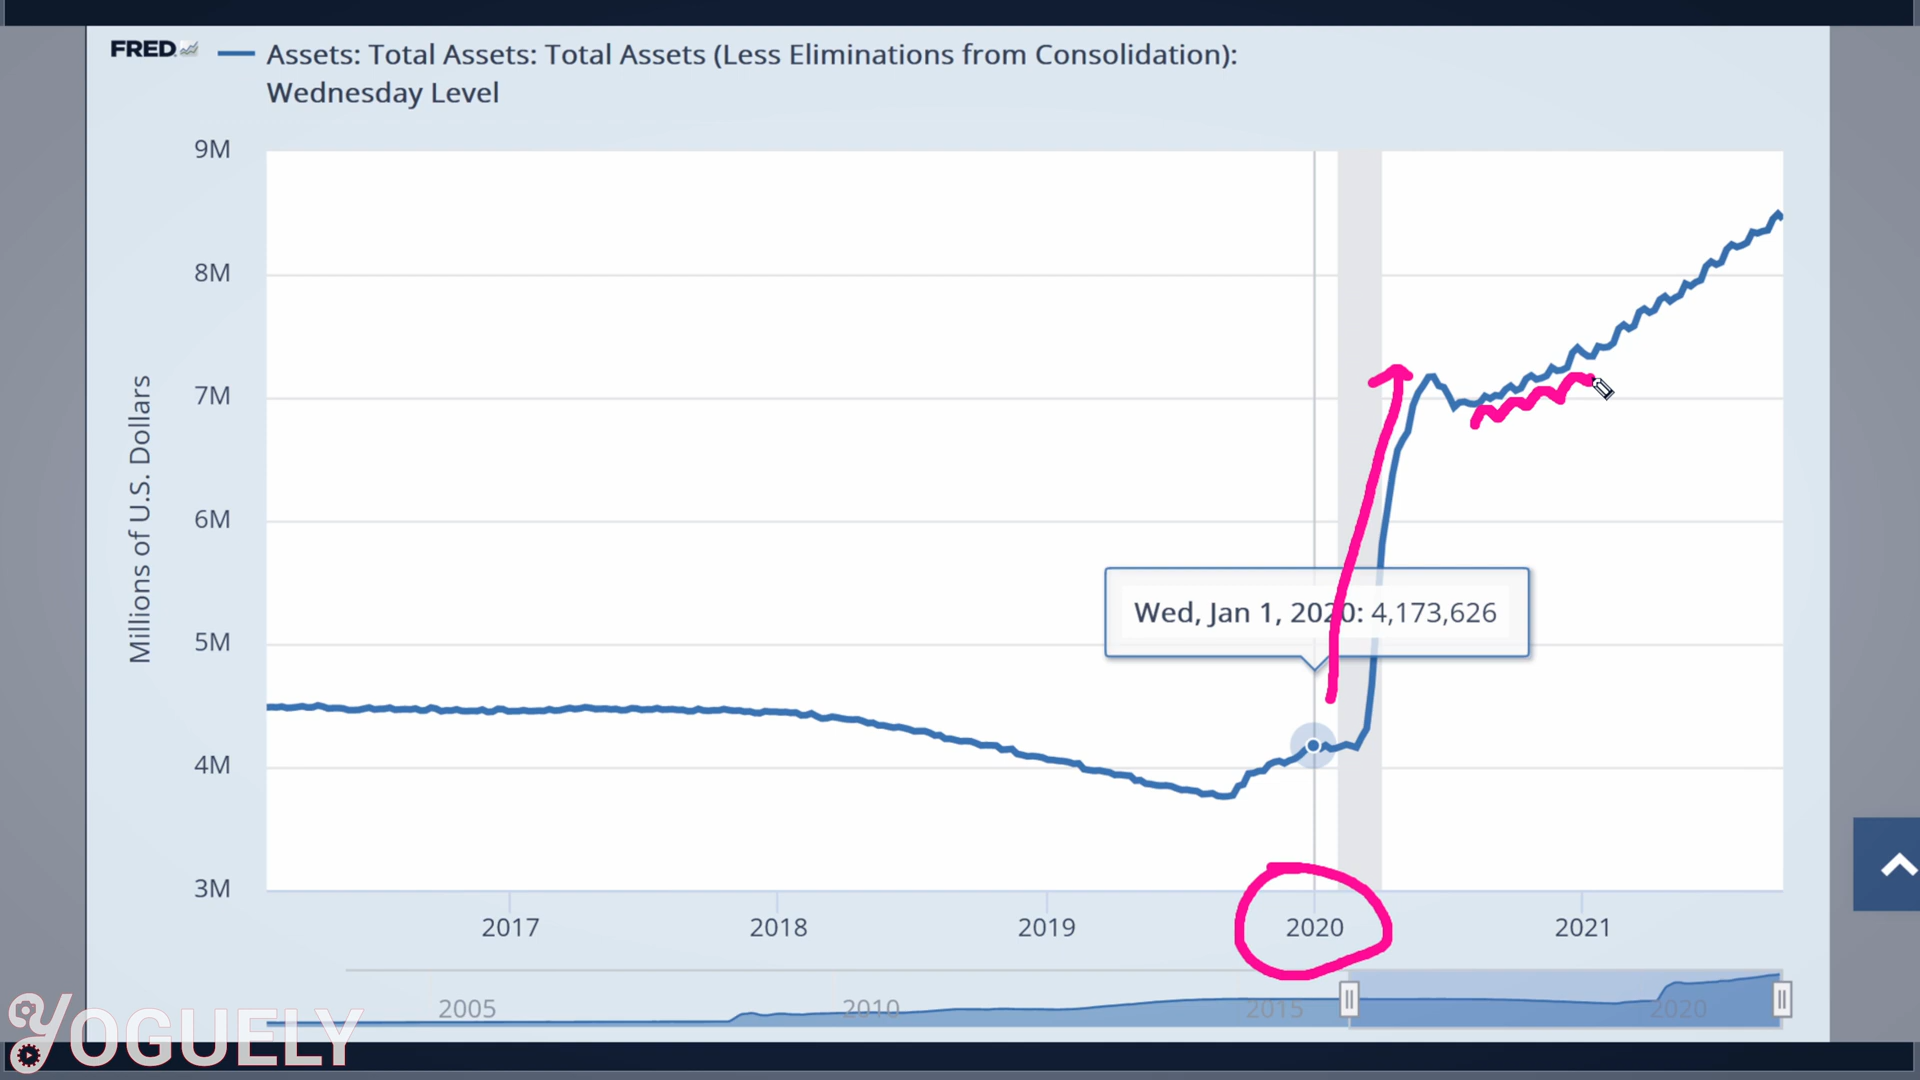 FRED
Assets: Total Assets: Total Assets (Less Eliminations from Consolidation):
Wednesday Level
9M
8M
7M
6M
5M
4M
3M
Millions of U.S. Dollars
Wed, Jan 1, 2020: 4,173,626
2017
2018
2019
2020
2021
2005
2010
2015
2020
YOGUELY